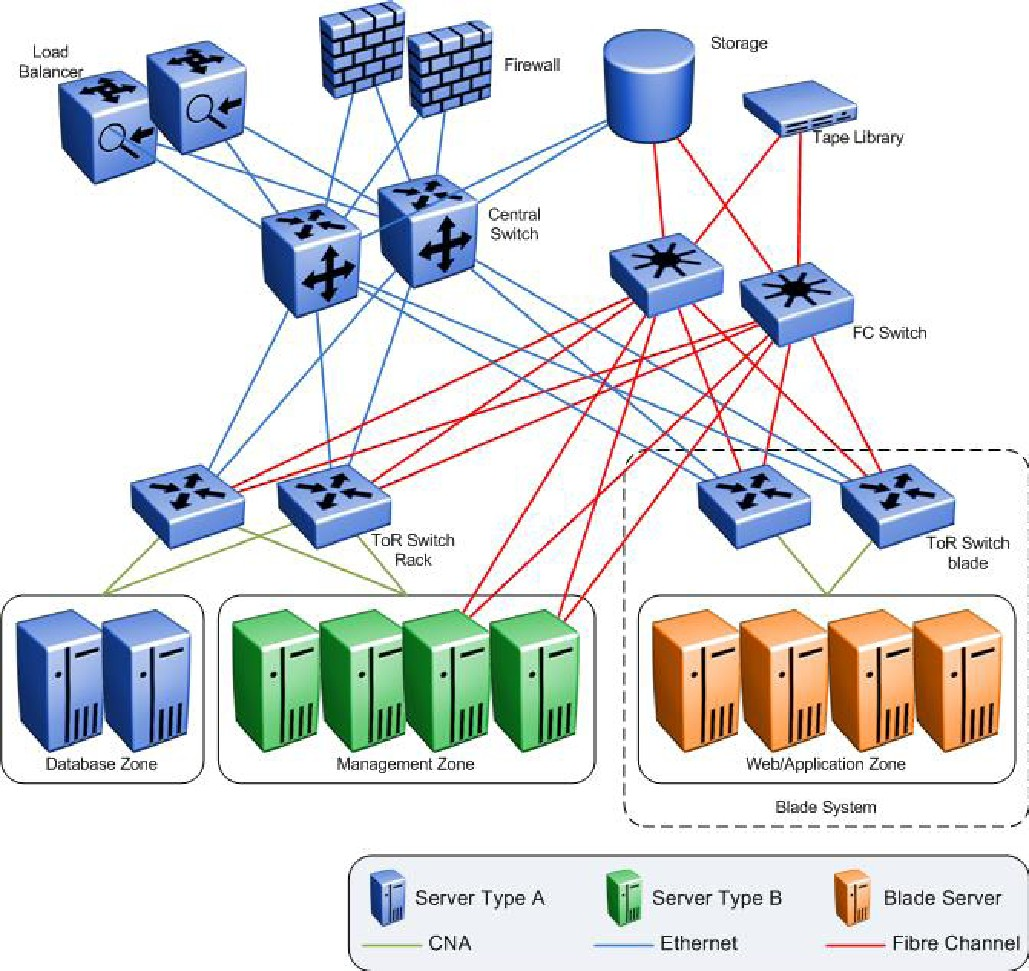 Load
Balancer
Firewall
Storage
Tape Library
Central
Switch
FC Switch
ToR Switch
Rack
ToR Switch
blade
Database Zone
Management Zone
Web/Application Zone
Blade System
Server Type A
Server Type B
Blade Server
CNA
Ethernet
Fibre Channel